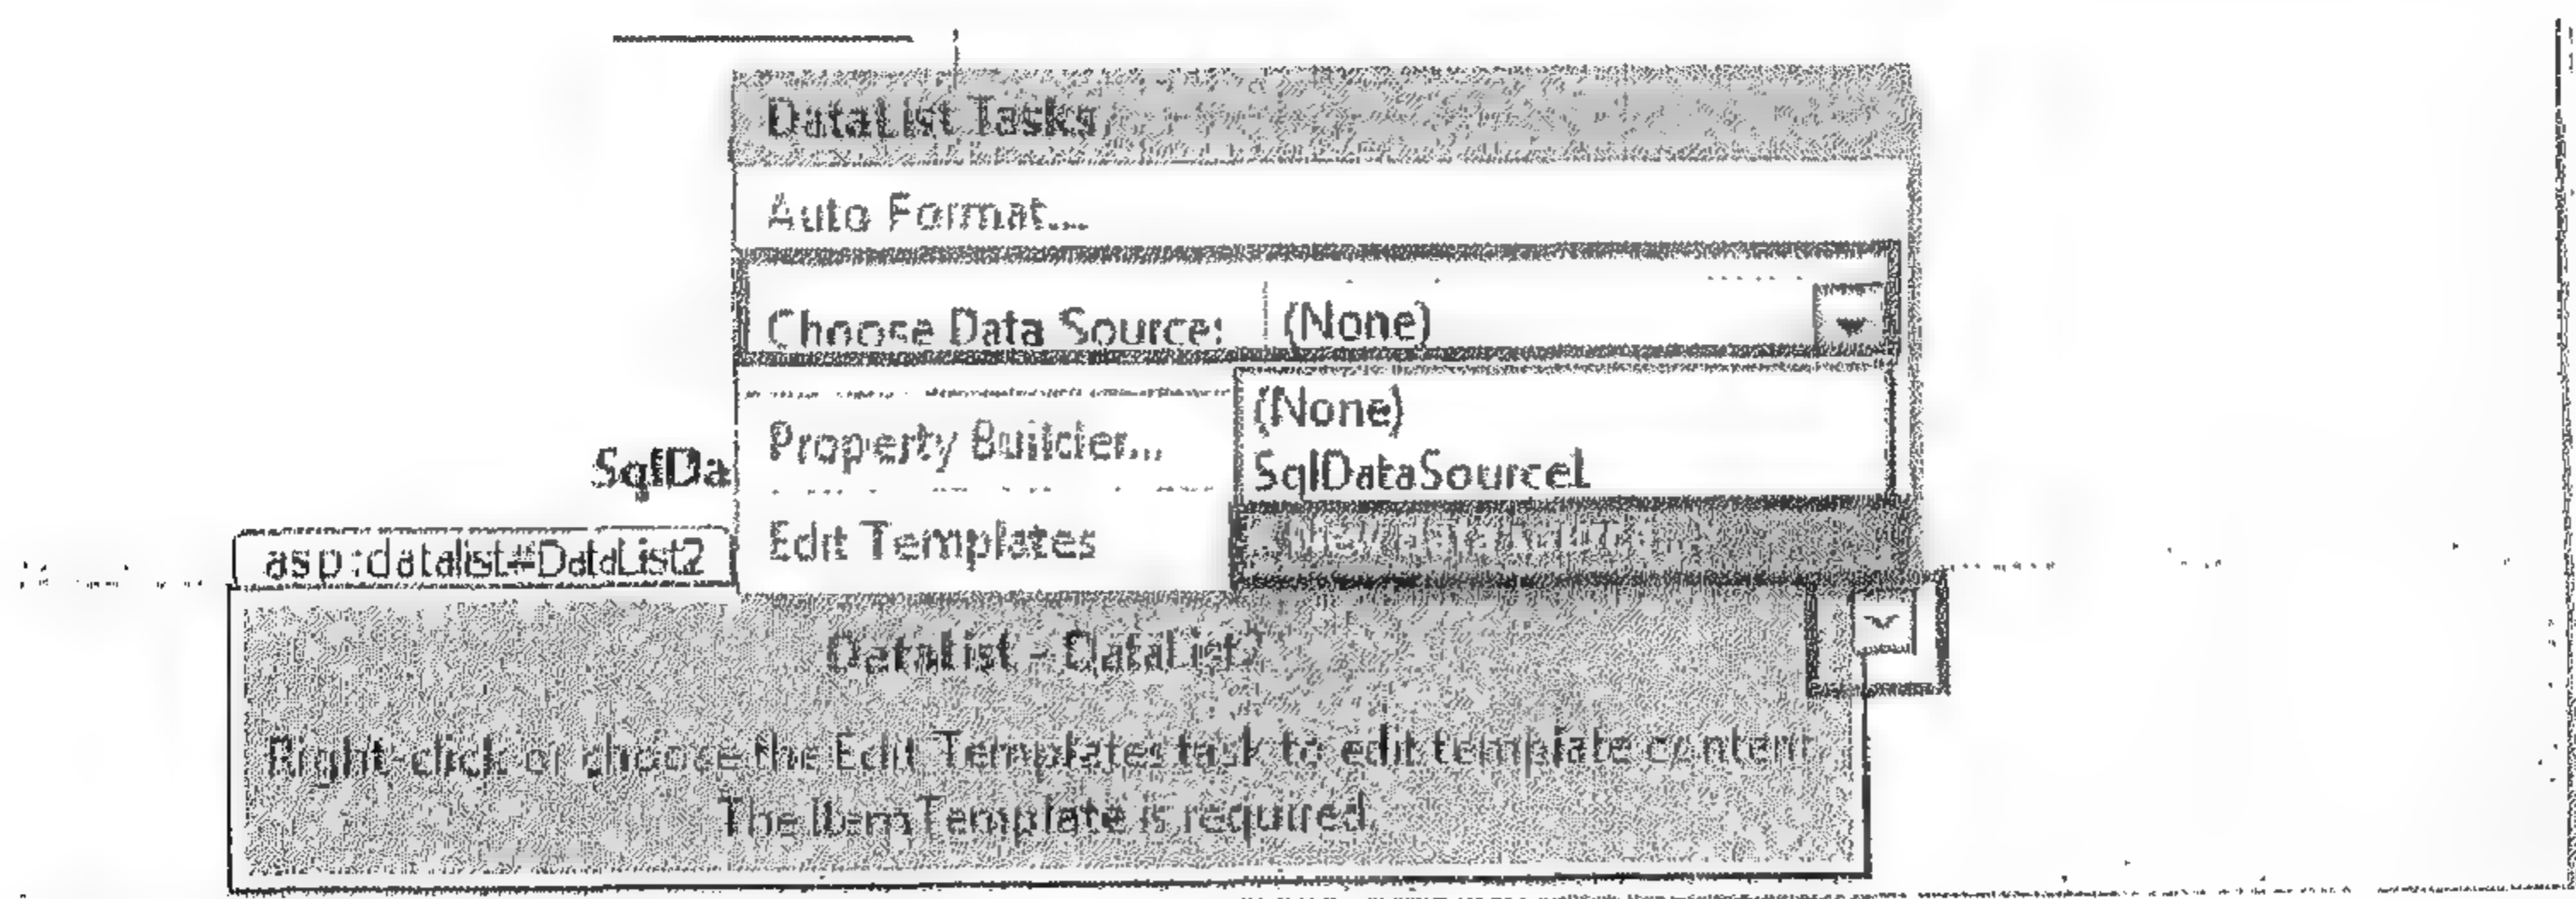 DataList Tasks
Auto Format...
Choose Data Source: (None)
(None)
Property Builder...
SqlDataSource1
SqlDa
Edit Templates
asp:datalist#DataList2
DataList - DataList2
Right-click or choose the Edit Templates task to edit template content.
The ItemTemplate is required.